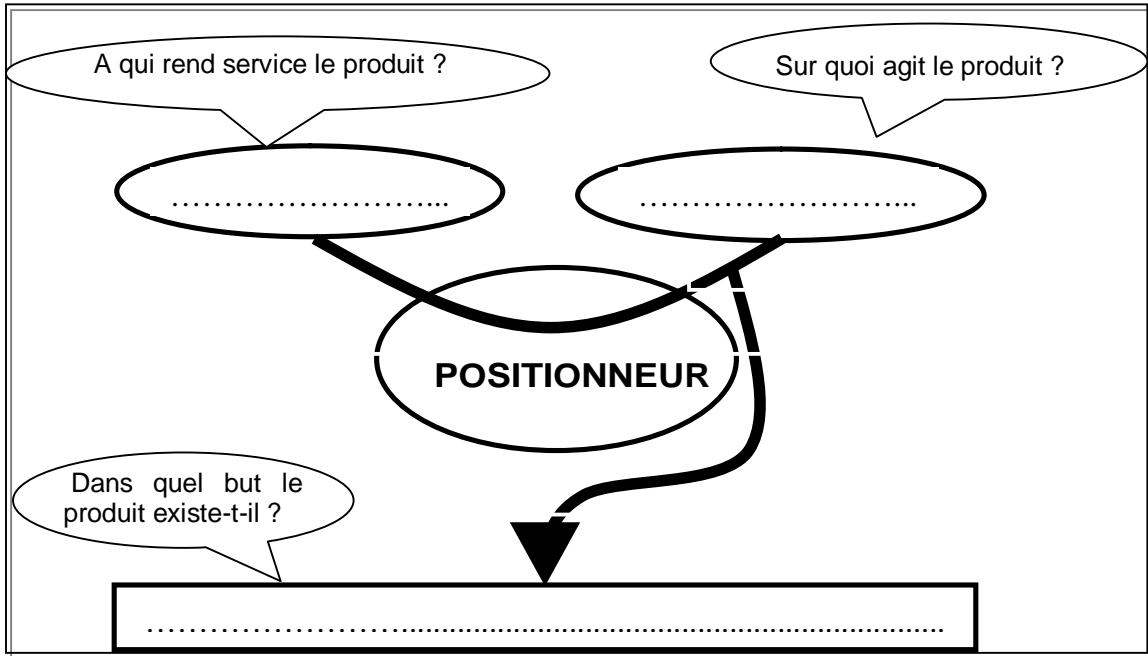 A qui rend service le produit ?
Sur quoi agit le produit ?
………………………...
………………………...
POSITIONNEUR
Dans quel but le
produit existe-t-il ?
……………………....................................................................................